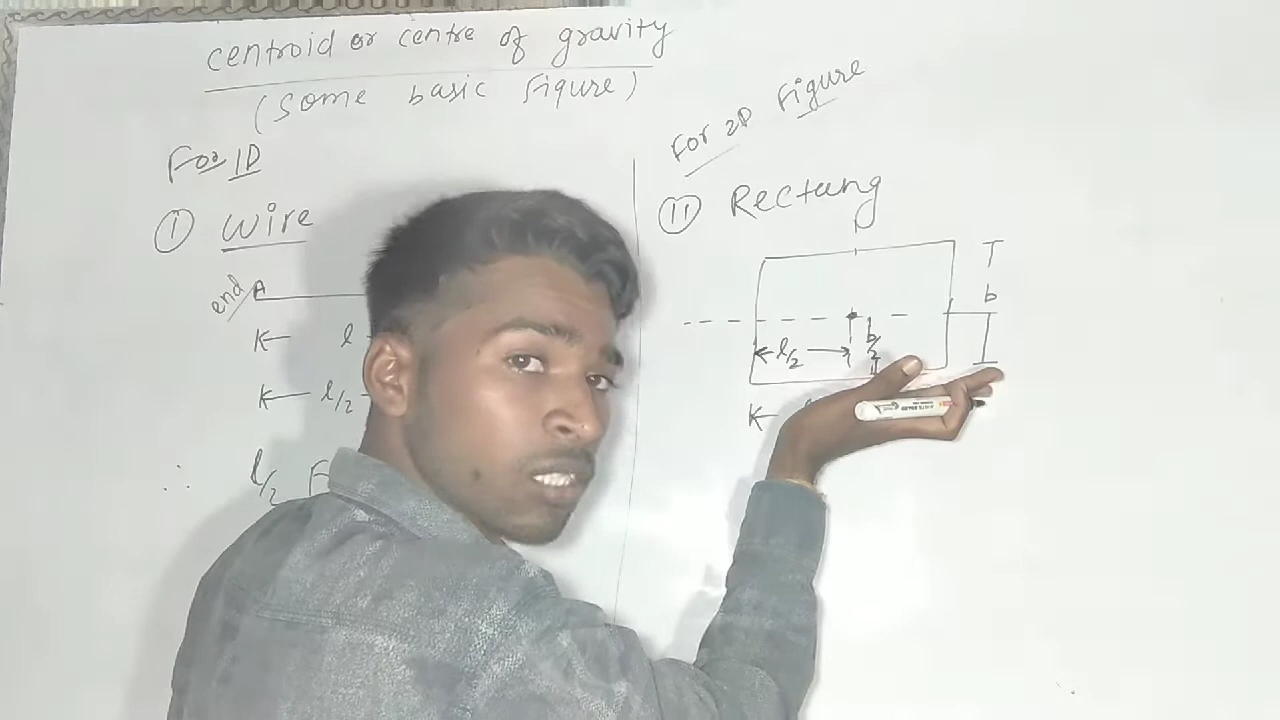 centroid or centre of gravity
(Some basic figure)
For 1D
① Wire
end A
l
l/2
∴ l/2 F
For 2D Figure
⑪ Rectang
b
l/2
b/2